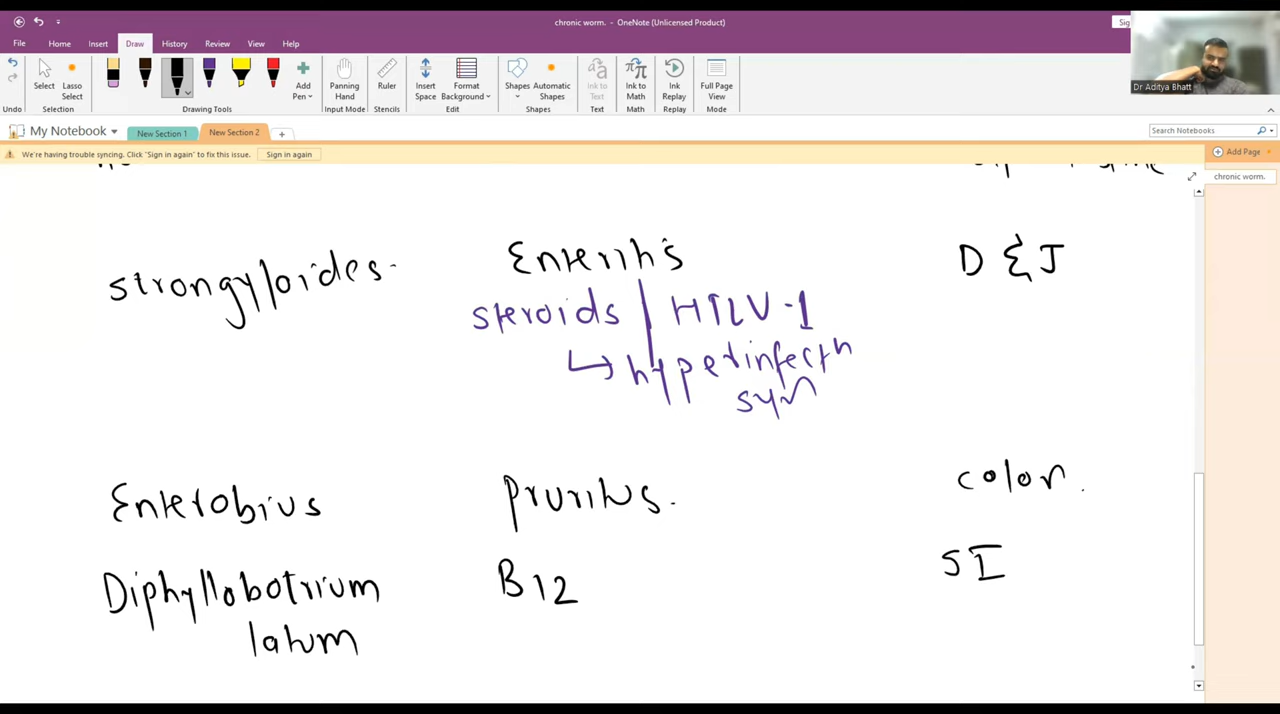 chronic worm. - OneNote (Unlicensed Product)
Sig
File Home Insert Draw History Review View Help
Dr Aditya Bhatt
Undo
Select
Lasso Select
Selection
Add Pen
Drawing Tools
Panning Hand
Input Mode
Ruler
Stencils
Insert Space
Format Background
Edit
Shapes
Automatic Shapes
Shapes
Ink to Text
Text
Ink to Math
Math
Ink Replay
Replay
Full Page View
Mode
My Notebook
New Section 1
New Section 2
Search Notebooks
We're having trouble syncing. Click 'Sign in again' to fix this issue.
Sign in again
Add Page
chronic worm.
strongyloides. Enteritis D & J
steroids | HTLV-1
↳ hyperinfectn
syn
Enterobius pruritus. colon.
Diphyllobotrium B12 SI
latum